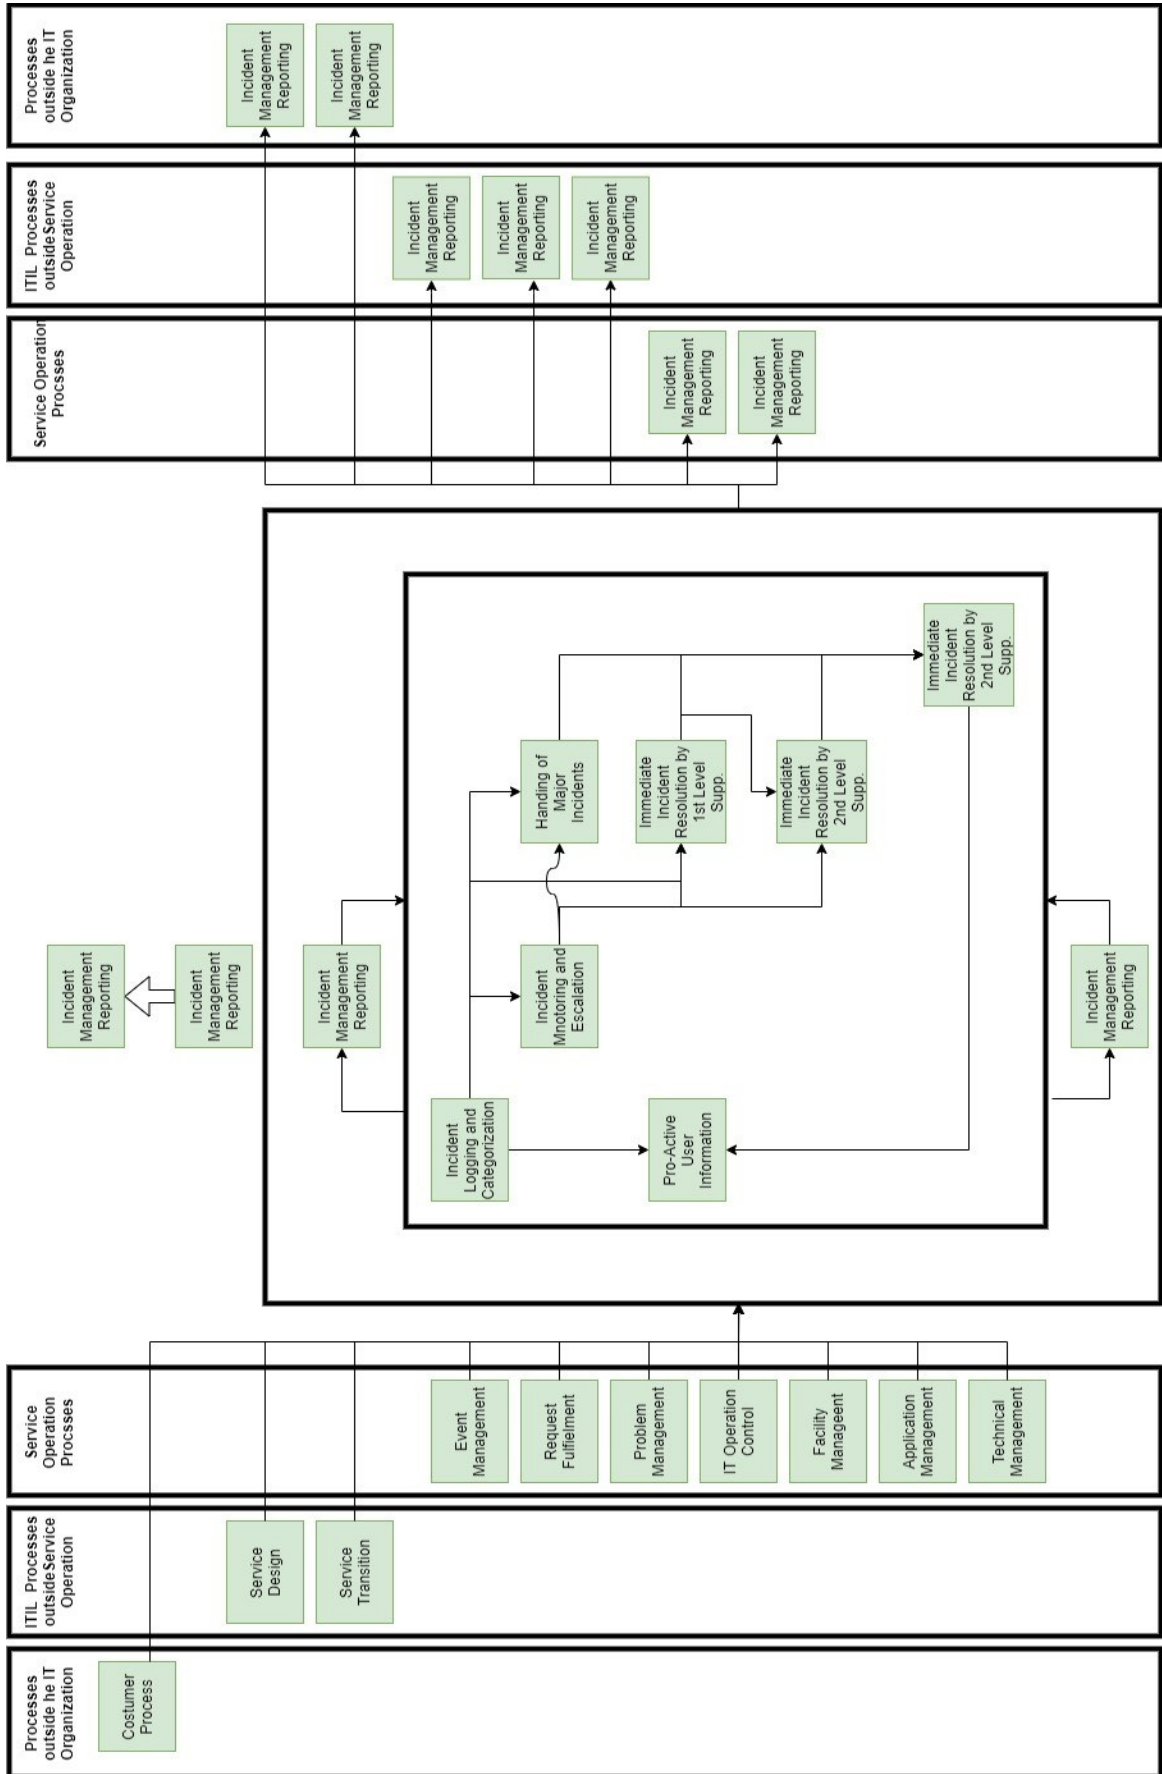 Processes
outside he IT
Organization
Costumer
Process
ITIL Processes
outsideService
Operation
Service
Design
Service
Transition
Service
Operation
Procsses
Event
Management
Request
Fulfielment
Problem
Management
IT Operation
Control
Facility
Manageent
Application
Management
Technical
Management
Incident
Management
Reporting
Incident
Management
Reporting
Incident
Management
Reporting
Incident
Logging and
Categorization
Incident
Mnotoring and
Escalation
Handing of
Major
Incidents
Pro-Active
User
Information
Immediate
Incident
Resolution by
1st Level
Supp.
Immediate
Incident
Resolution by
2nd Level
Supp.
Immediate
Incident
Resolution by
2nd Level
Supp.
Incident
Management
Reporting
Service Operation
Procsses
Incident
Management
Reporting
Incident
Management
Reporting
ITIL Processes
outsideService
Operation
Incident
Management
Reporting
Incident
Management
Reporting
Incident
Management
Reporting
Processes
outside he IT
Organization
Incident
Management
Reporting
Incident
Management
Reporting